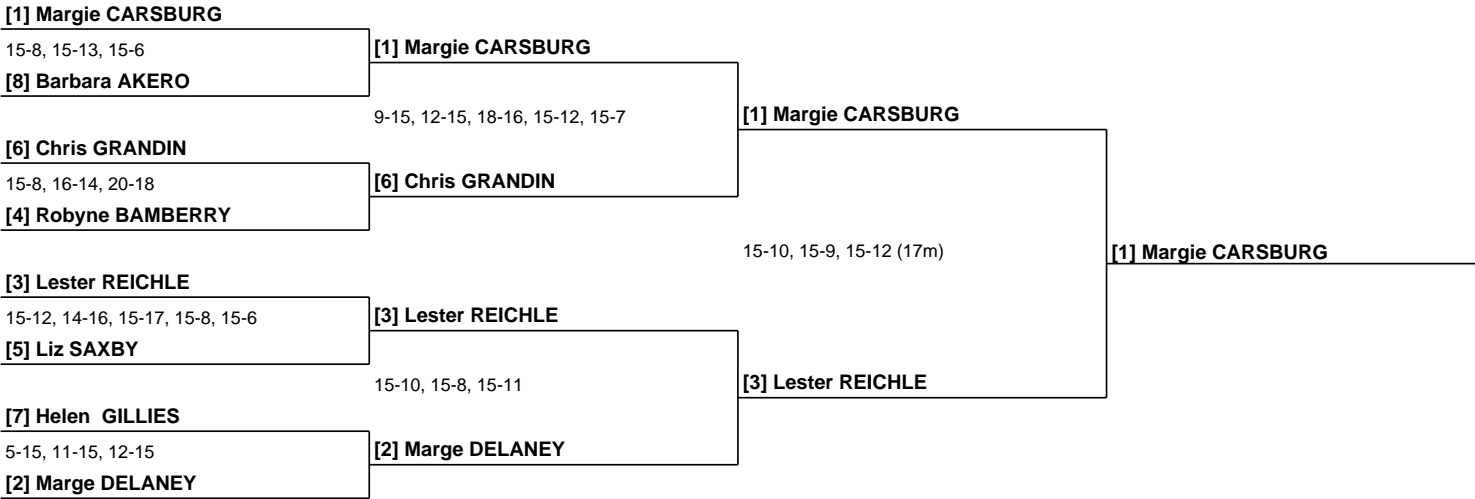 [1] Margie CARSBURG
15-8, 15-13, 15-6
[8] Barbara AKERO
[6] Chris GRANDIN
15-8, 16-14, 20-18
[4] Robyne BAMBERRY
[3] Lester REICHLE
15-12, 14-16, 15-17, 15-8, 15-6
[5] Liz SAXBY
[7] Helen  GILLIES
5-15, 11-15, 12-15
[2] Marge DELANEY
[1] Margie CARSBURG
9-15, 12-15, 18-16, 15-12, 15-7
[6] Chris GRANDIN
[3] Lester REICHLE
15-10, 15-8, 15-11
[2] Marge DELANEY
[1] Margie CARSBURG
15-10, 15-9, 15-12 (17m)
[3] Lester REICHLE
[1] Margie CARSBURG